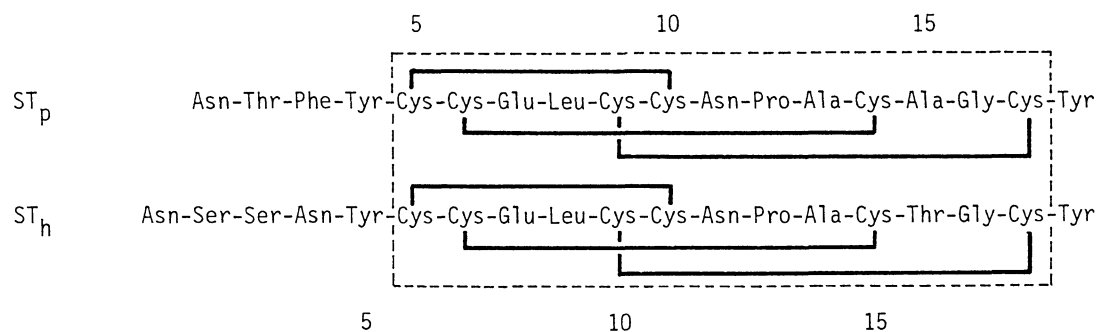 5 10 15
ST_p Asn-Thr-Phe-Tyr-Cys-Cys-Glu-Leu-Cys-Cys-Asn-Pro-Ala-Cys-Ala-Gly-Cys-Tyr
ST_h Asn-Ser-Ser-Asn-Tyr-Cys-Cys-Glu-Leu-Cys-Cys-Asn-Pro-Ala-Cys-Thr-Gly-Cys-Tyr
5 10 15